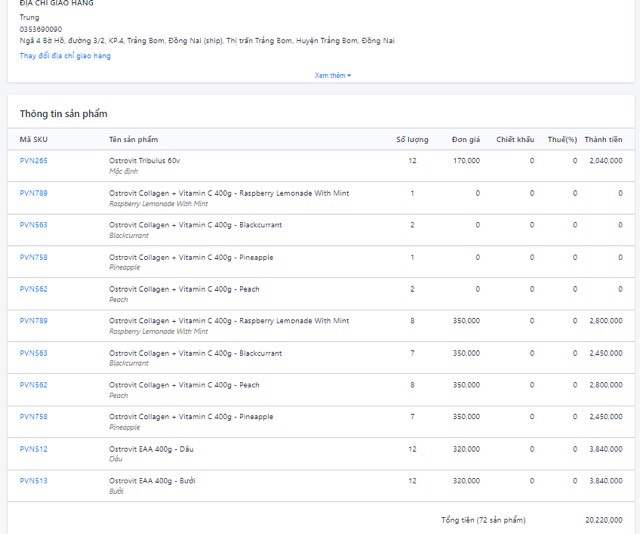 ĐỊA CHỈ GIAO HÀNG
Trung
0353690090
Ngã 4 Bờ Hồ, đường 3/2, KP.4, Trảng Bom, Đồng Nai (ship), Thị trấn Trảng Bom, Huyện Trảng Bom, Đồng Nai
Thay đổi địa chỉ giao hàng
Xem thêm
Thông tin sản phẩm
Mã SKU Tên sản phẩm Số lượng Đơn giá Chiết khấu Thuế(%) Thành tiền
PVN265 Ostrovit Tribulus 60v 12 170,000 0 0 2,040,000
Mặc định
PVN789 Ostrovit Collagen + Vitamin C 400g - Raspberry Lemonade With Mint 1 0 0 0 0
Raspberry Lemonade With Mint
PVN563 Ostrovit Collagen + Vitamin C 400g - Blackcurrant 2 0 0 0 0
Blackcurrant
PVN758 Ostrovit Collagen + Vitamin C 400g - Pineapple 1 0 0 0 0
Pineapple
PVN562 Ostrovit Collagen + Vitamin C 400g - Peach 2 0 0 0 0
Peach
PVN789 Ostrovit Collagen + Vitamin C 400g - Raspberry Lemonade With Mint 8 350,000 0 0 2,800,000
Raspberry Lemonade With Mint
PVN563 Ostrovit Collagen + Vitamin C 400g - Blackcurrant 7 350,000 0 0 2,450,000
Blackcurrant
PVN562 Ostrovit Collagen + Vitamin C 400g - Peach 8 350,000 0 0 2,800,000
Peach
PVN758 Ostrovit Collagen + Vitamin C 400g - Pineapple 7 350,000 0 0 2,450,000
Pineapple
PVN512 Ostrovit EAA 400g - Dâu 12 320,000 0 0 3,840,000
Dâu
PVN513 Ostrovit EAA 400g - Bưởi 12 320,000 0 0 3,840,000
Bưởi
Tổng tiền (72 sản phẩm) 20,220,000